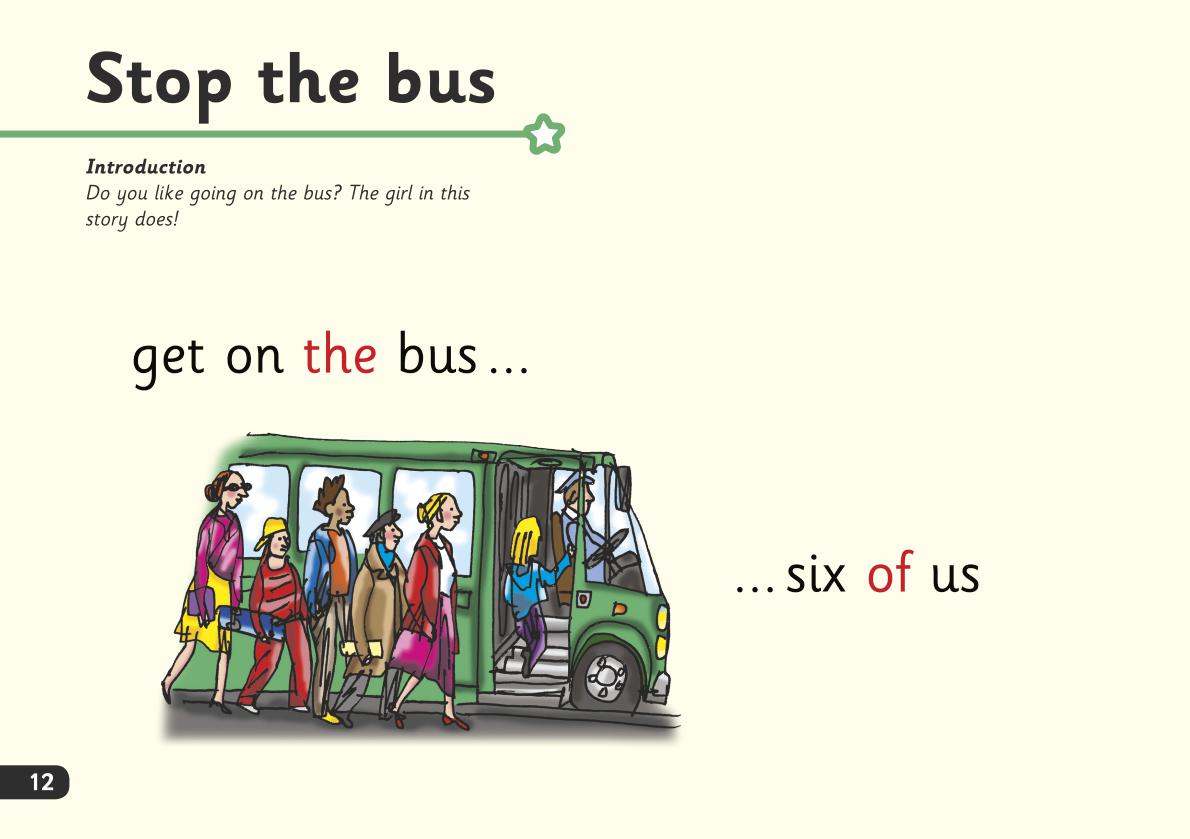 Stop the bus
Introduction
Do you like going on the bus? The girl in this
story does!
get on the bus...
...six of us
12